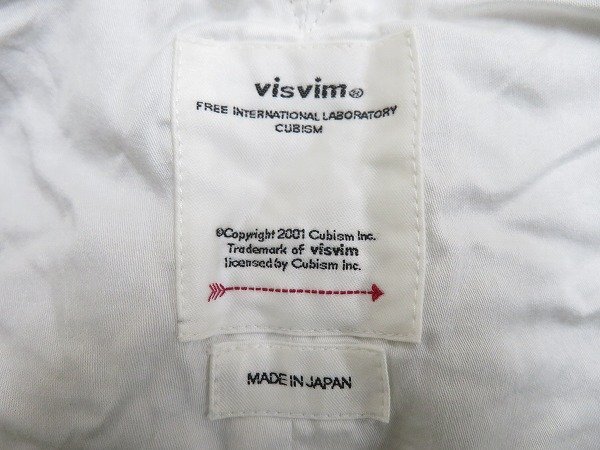 visvim®
FREE INTERNATIONAL LABORATORY
CUBISM
©Copyright 2001 Cubism Inc.
Trademark of visvim
licensed by Cubism inc.
MADE IN JAPAN